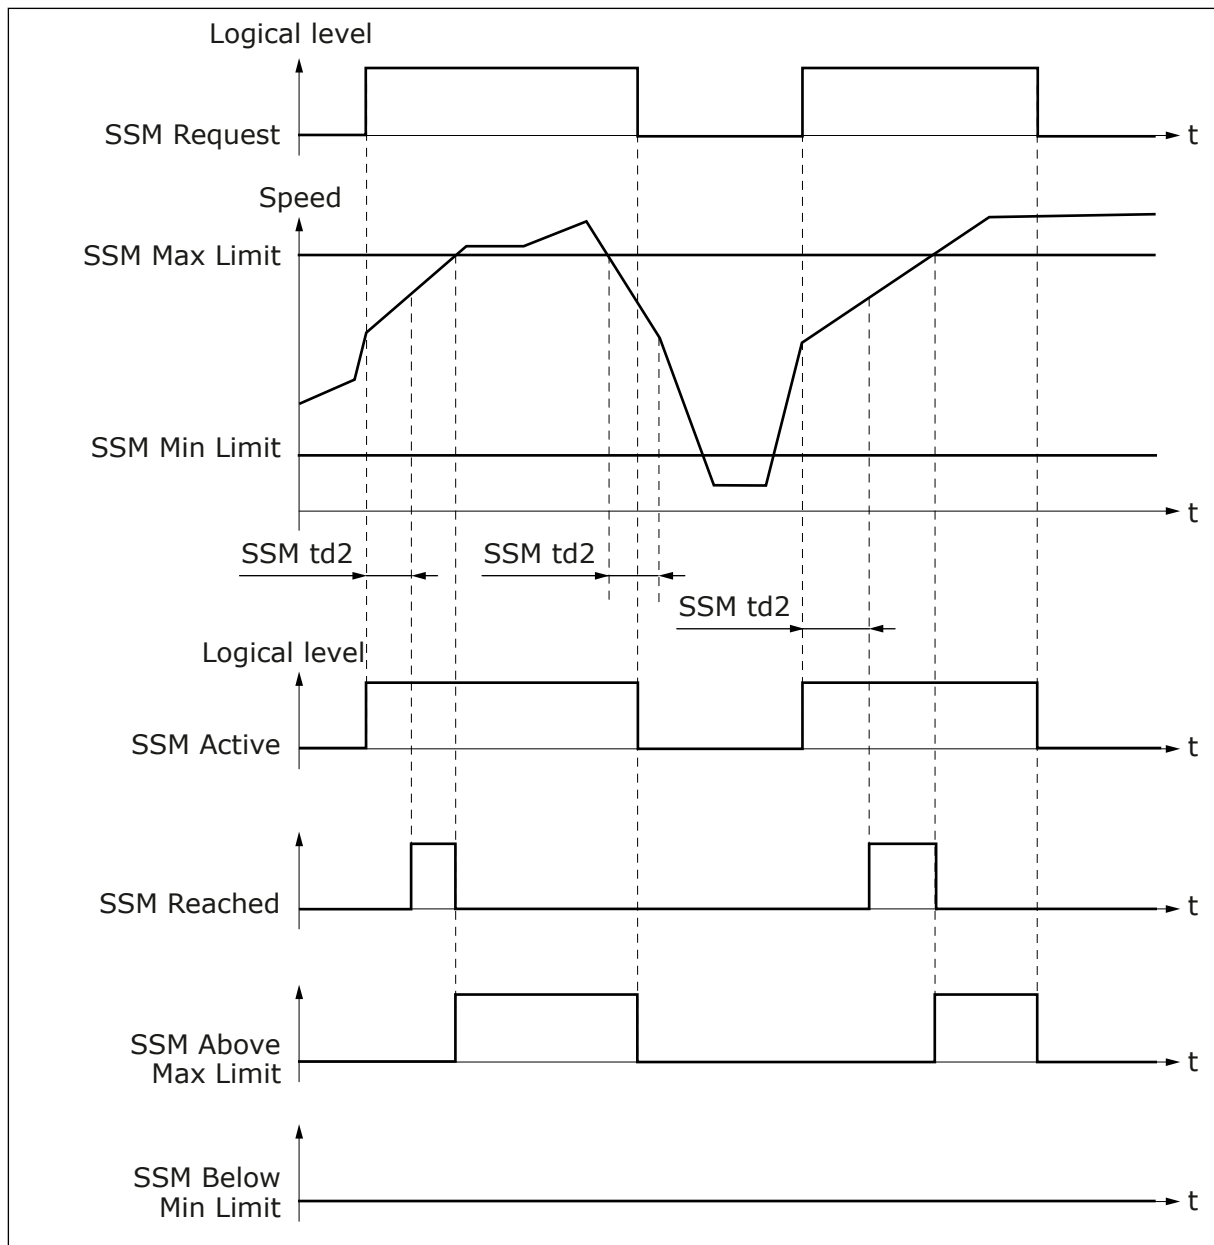 Logical level
SSM Request
t
Speed
SSM Max Limit
SSM Min Limit
t
SSM td2
SSM td2
SSM td2
Logical level
SSM Active
t
SSM Reached
t
SSM Above
Max Limit
t
SSM Below
Min Limit
t